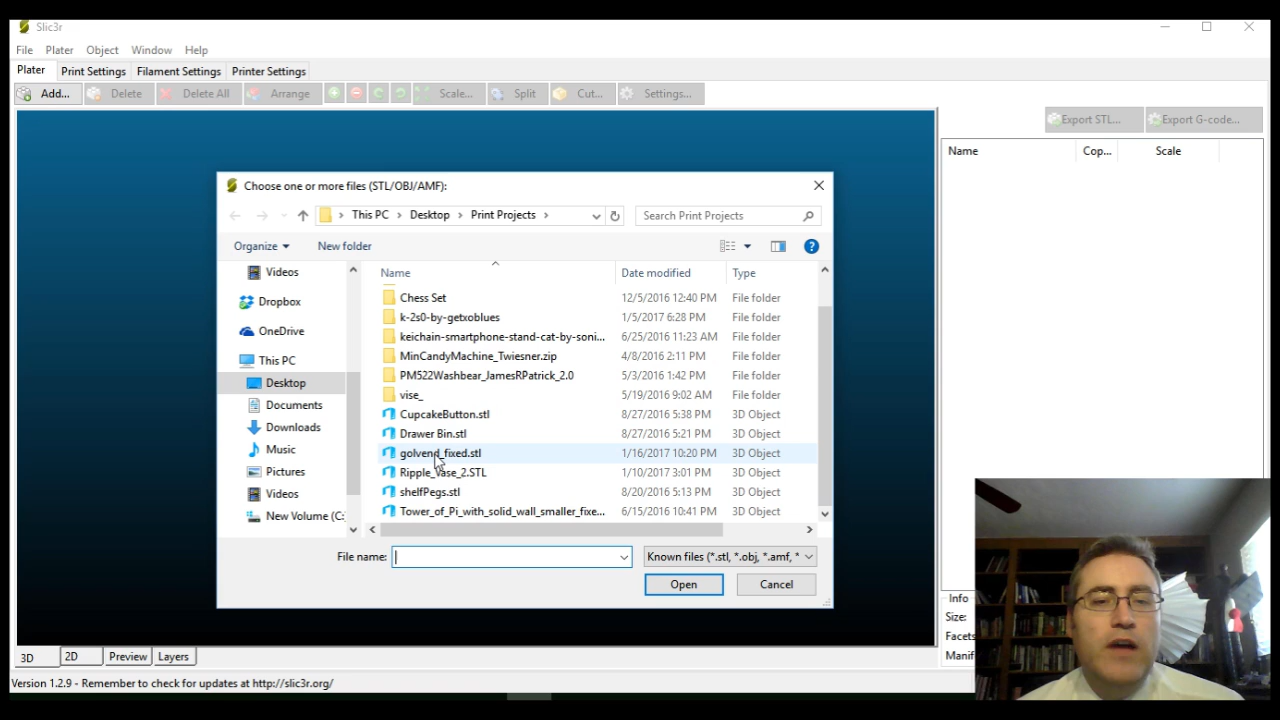 Slic3r
File Plater Object Window Help
Plater Print Settings Filament Settings Printer Settings
Add... Delete Delete All Arrange Scale... Split Cut... Settings...
Export STL... Export G-code...
Name Cop... Scale
Choose one or more files (STL/OBJ/AMF):
This PC > Desktop > Print Projects >
Search Print Projects
Organize New folder
Name Date modified Type
Videos
Dropbox
OneDrive
This PC
Desktop
Documents
Downloads
Music
Pictures
Videos
New Volume (C:
Chess Set 12/5/2016 12:40 PM File folder
k-2s0-by-getxoblues 1/5/2017 6:28 PM File folder
keichain-smartphone-stand-cat-by-soni... 6/25/2016 11:23 AM File folder
MinCandyMachine_Twiesner.zip 4/8/2016 2:11 PM File folder
PM522Washbear_JamesRPatrick_2.0 5/3/2016 1:42 PM File folder
vise_ 5/19/2016 9:02 AM File folder
CupcakeButton.stl 8/27/2016 5:38 PM 3D Object
Drawer Bin.stl 8/27/2016 5:21 PM 3D Object
golvend_fixed.stl 1/16/2017 10:20 PM 3D Object
Ripple_Vase_2.STL 1/10/2017 3:01 PM 3D Object
shelfPegs.stl 8/20/2016 5:13 PM 3D Object
Tower_of_Pi_with_solid_wall_smaller_fixe... 6/15/2016 10:41 PM 3D Object
File name: Known files (*.stl, *.obj, *.amf, *
Open Cancel
Info
Size:
Facets
Manif
3D 2D Preview Layers
Version 1.2.9 - Remember to check for updates at http://slic3r.org/